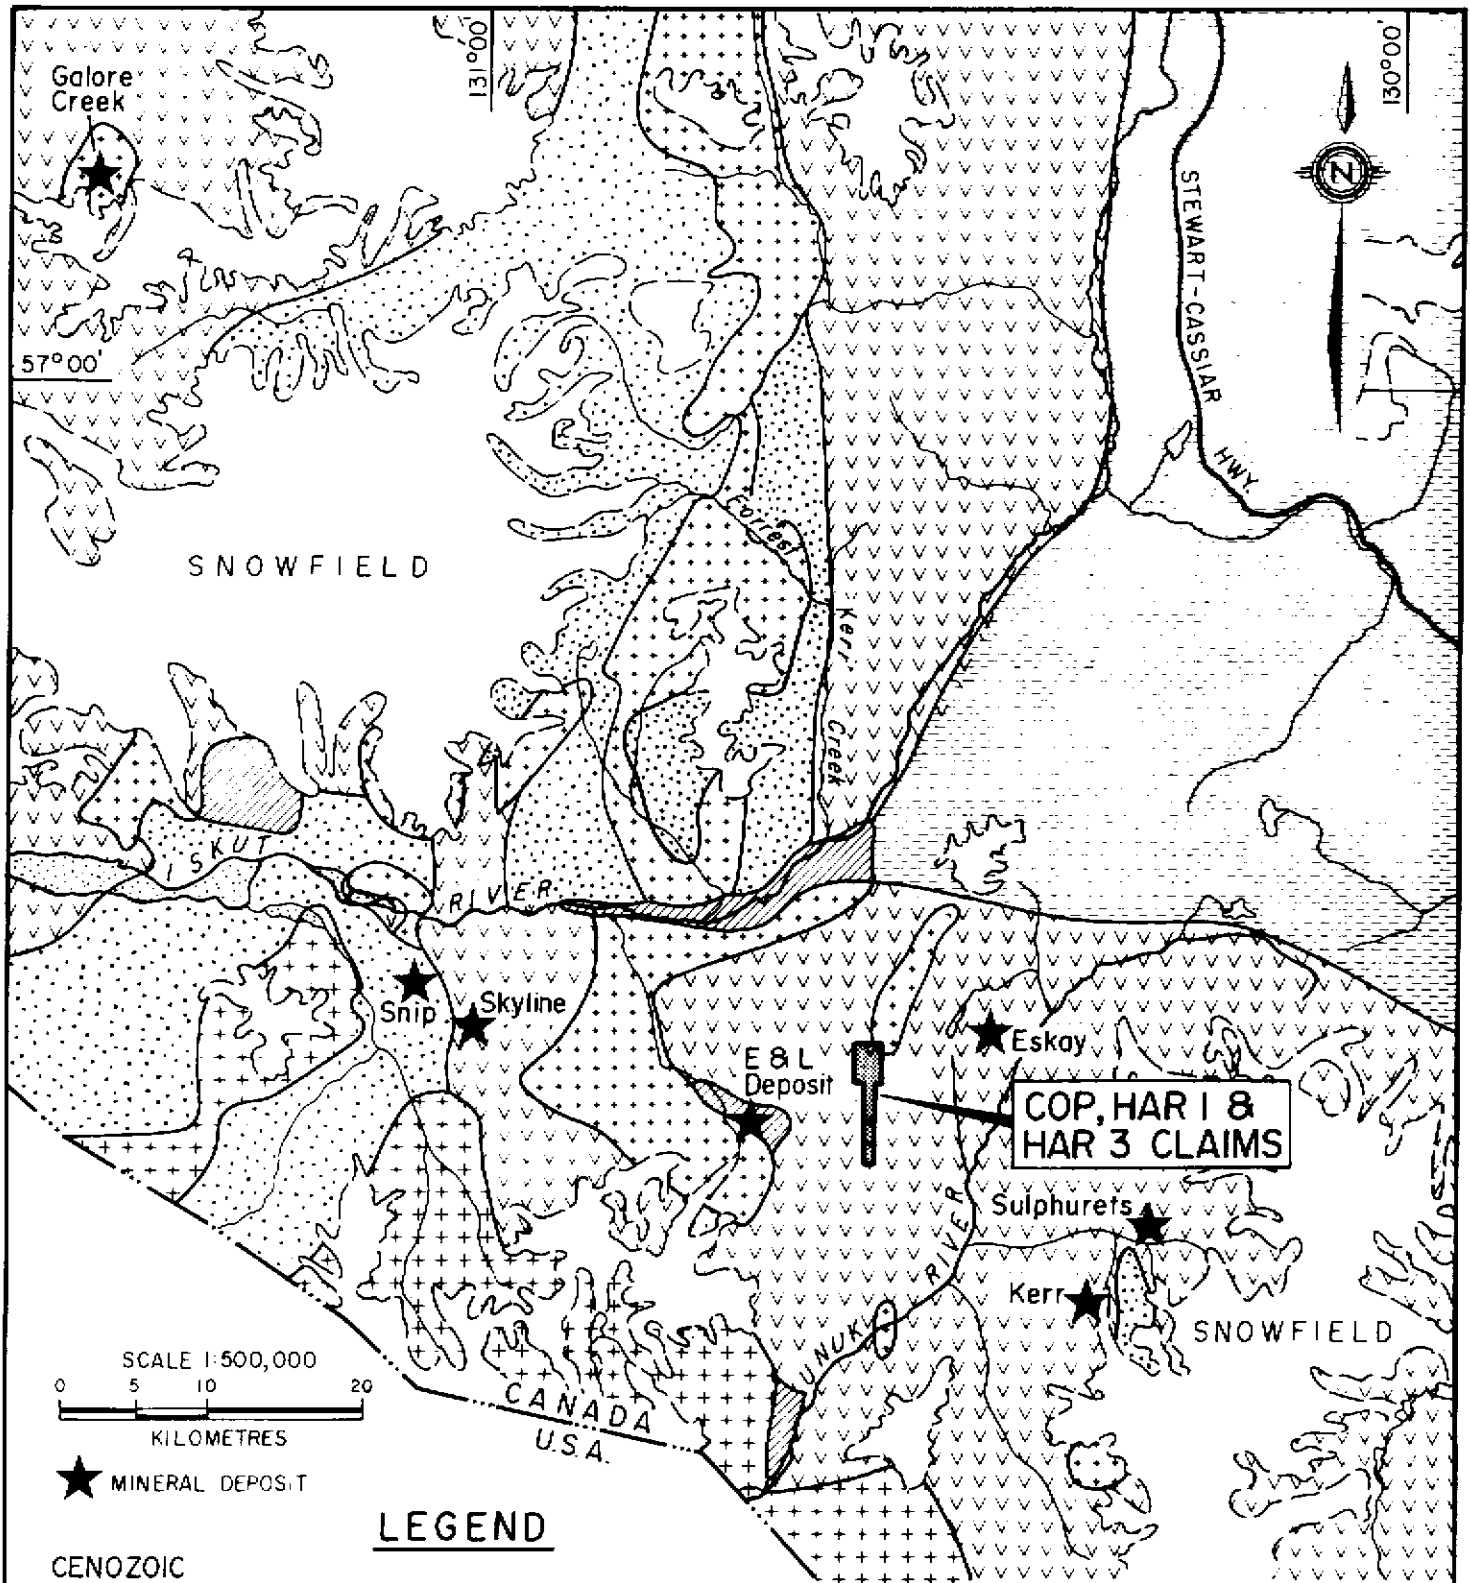 Galore
Creek
131°00'
130°00'
N
STEWART-CASSIAR
HWY.
57°00'
SNOWFIELD
Forrest
Kerr
Creek
ISKUT
RIVER
Snip
Skyline
E & L
Deposit
Eskay
COP, HAR I &
HAR 3 CLAIMS
Sulphurets
Kerr
SNOWFIELD
UNUK
RIVER
SCALE 1:500,000
0 5 10 20
KILOMETRES
CANADA
U.S.A.
MINERAL DEPOSIT
LEGEND
CENOZOIC